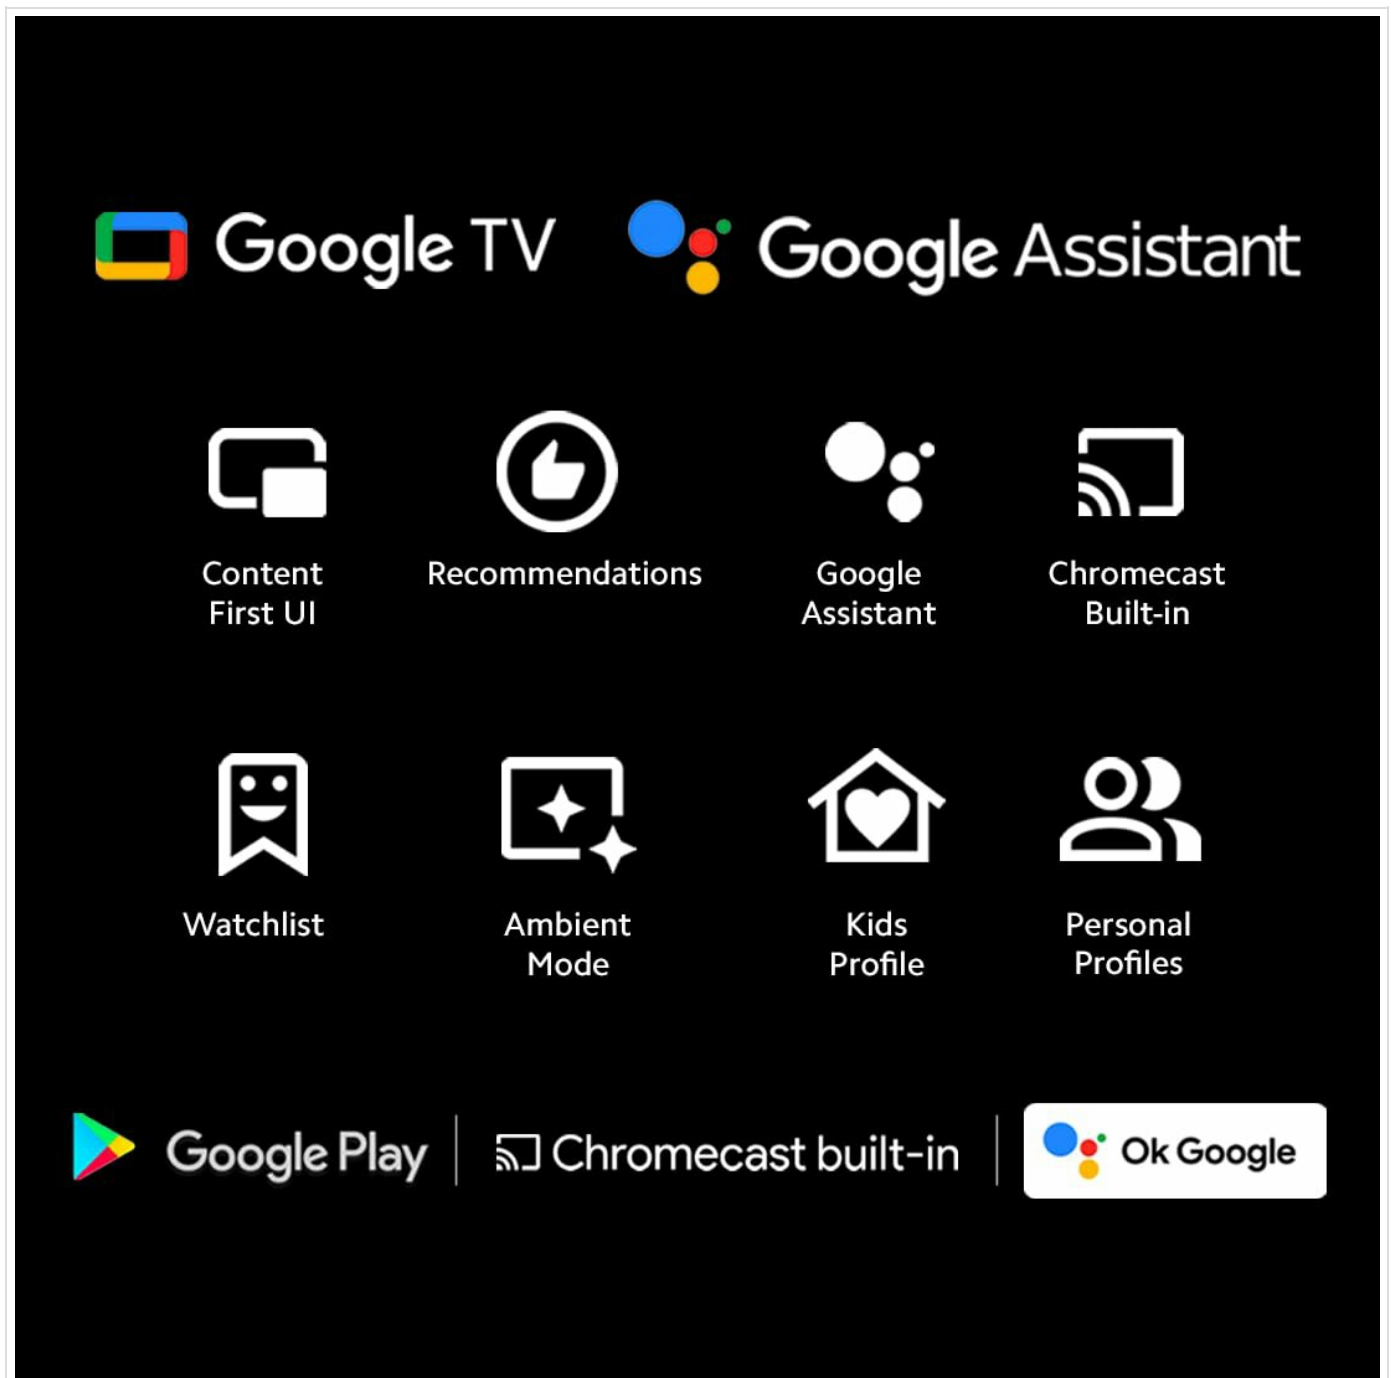 Google TV
Google Assistant
Content
First UI
Recommendations
Google
Assistant
Chromecast
Built-in
Watchlist
Ambient
Mode
Kids
Profile
Personal
Profiles
Google Play
Chromecast built-in
Ok Google